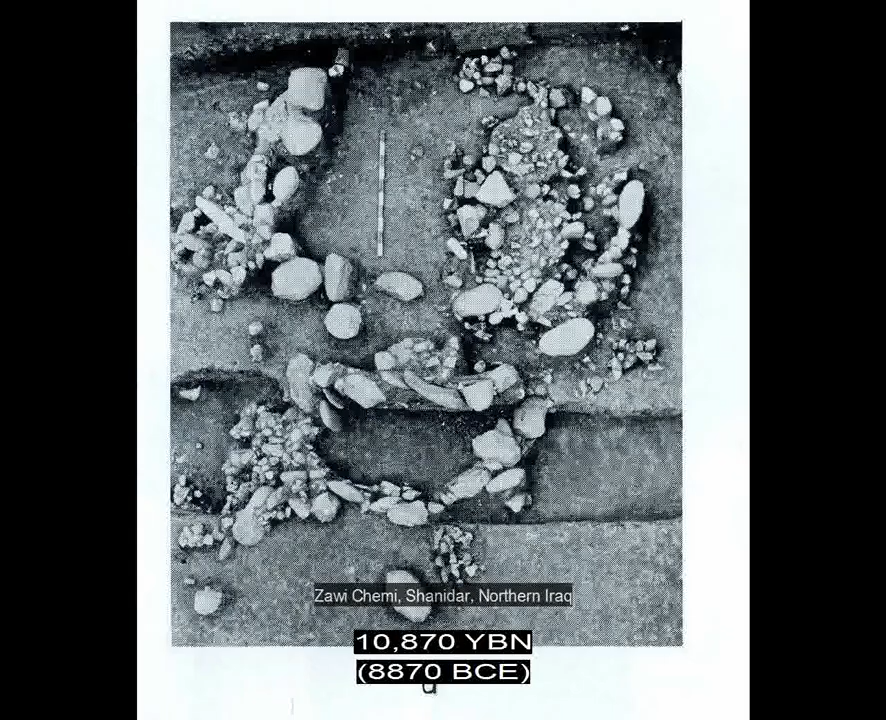 Zawi Chemi, Shanidar, Northern Iraq
10,870 YBN
(8870 BCE)